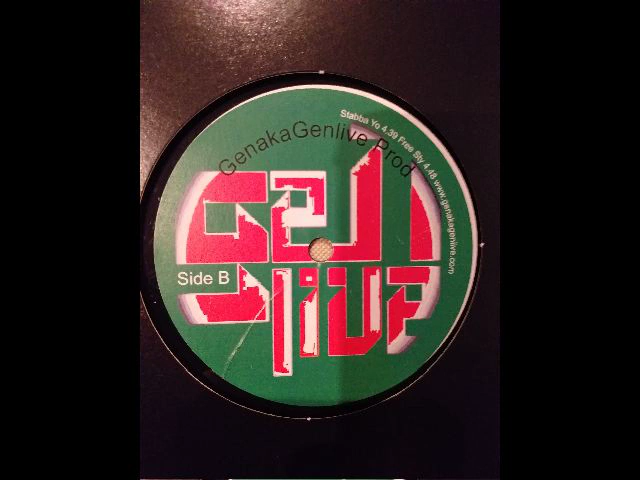 GenakaGenlive Prod
Stabba Yo 4,39 Free Sty 4,48 www.genakagenlive.com
Gen
live
Side B